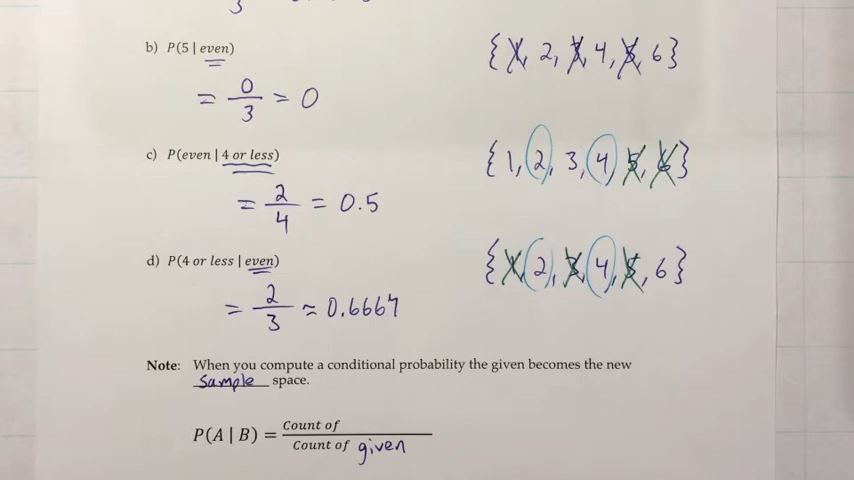 3
b) P(5 | even)
{1, 2, 3, 4, 5, 6}
= 0/3 = 0
c) P(even | 4 or less)
{1, 2, 3, 4, 5, 6}
= 2/4 = 0.5
d) P(4 or less | even)
{1, 2, 3, 4, 5, 6}
= 2/3 ≈ 0.6667
Note: When you compute a conditional probability the given becomes the new
sample space.
P(A | B) = Count of / Count of given